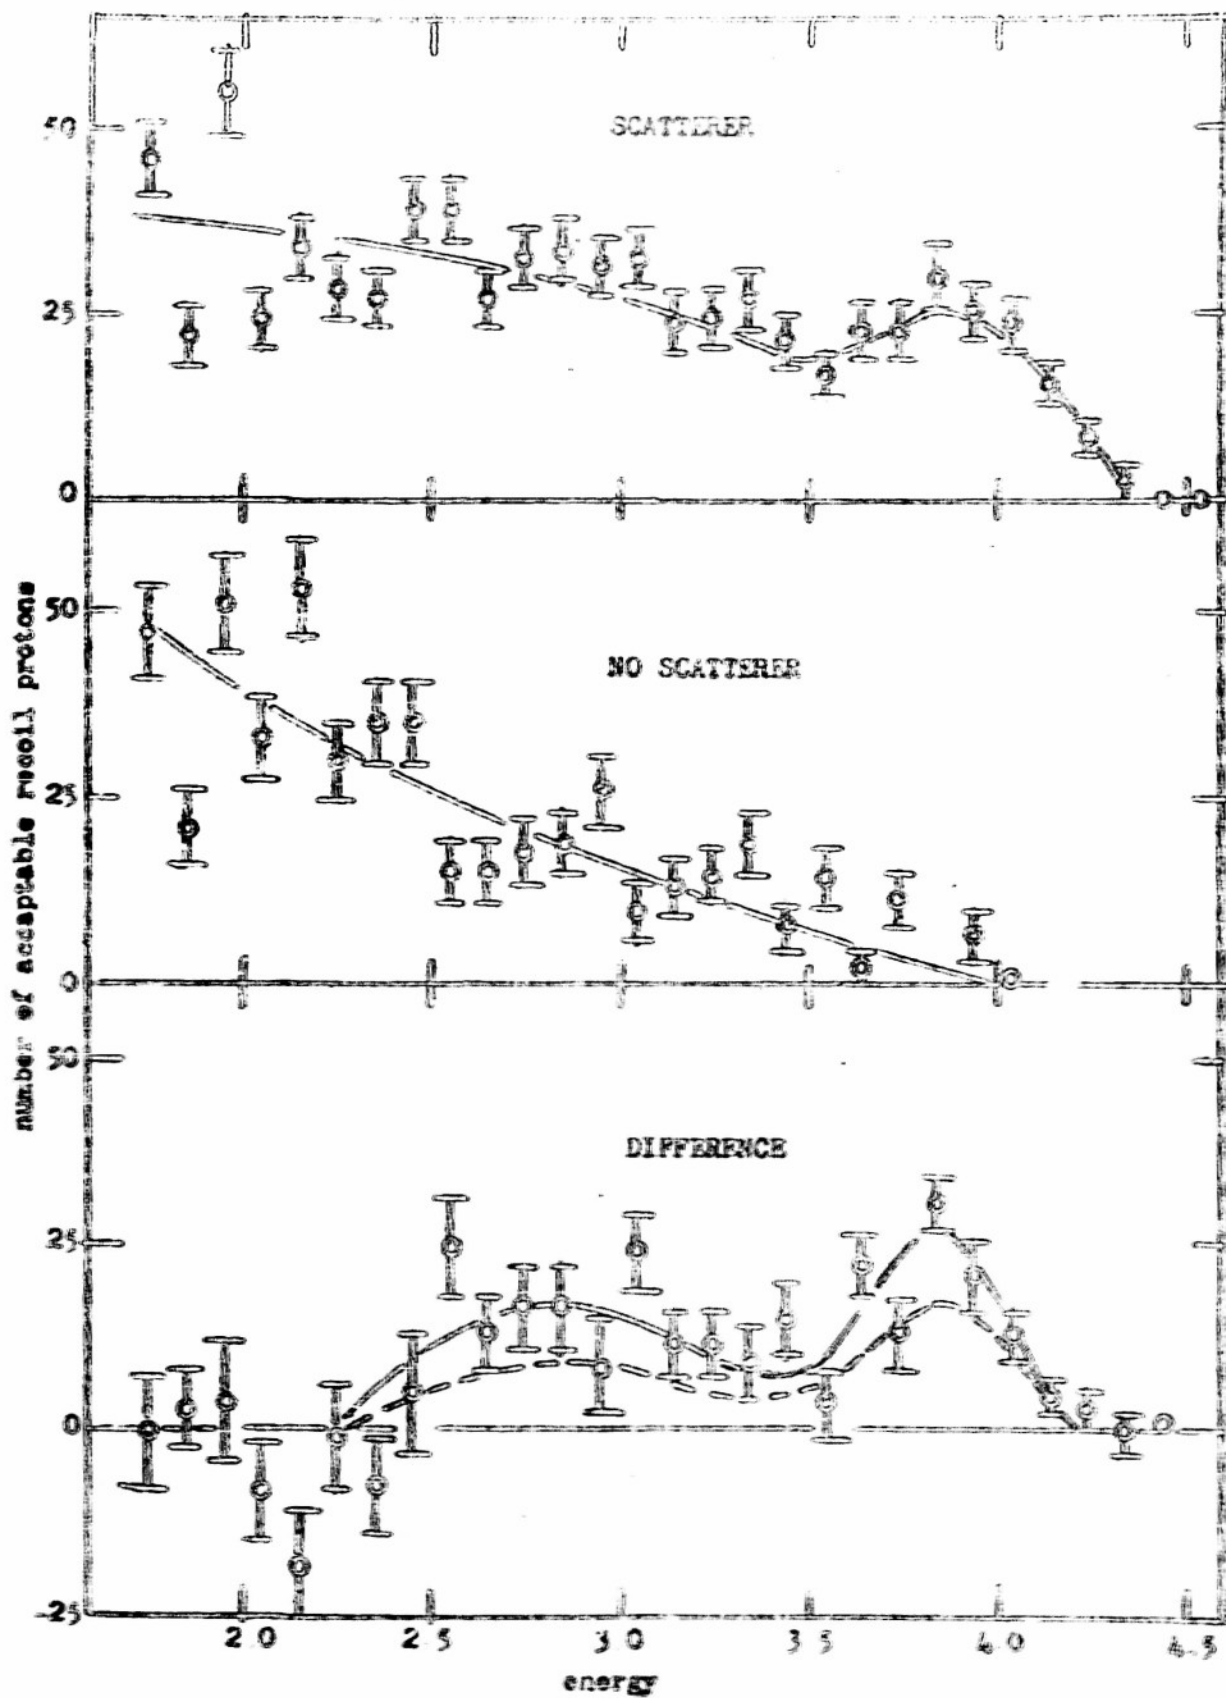 SCATTERER
50
25
0
NO SCATTERER
50
25
0
number of acceptable recoil protons
50
DIFFERENCE
25
0
-25
2.0 2.5 3.0 3.5 4.0 4.5
energy